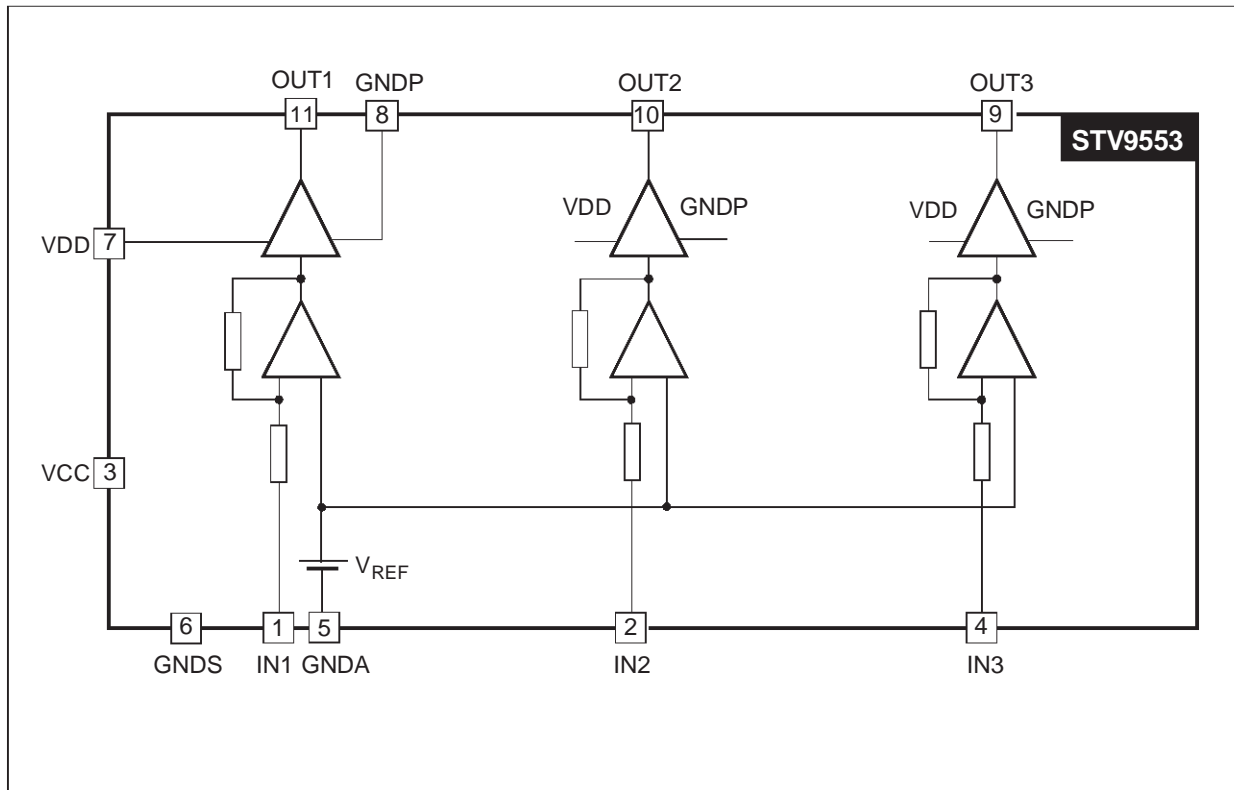 OUT1 GNDP OUT2 OUT3
11 8 10 9
STV9553
VDD GNDP VDD GNDP
VDD 7
VCC 3
VREF
6 1 5 2 4
GNDS IN1 GNDA IN2 IN3